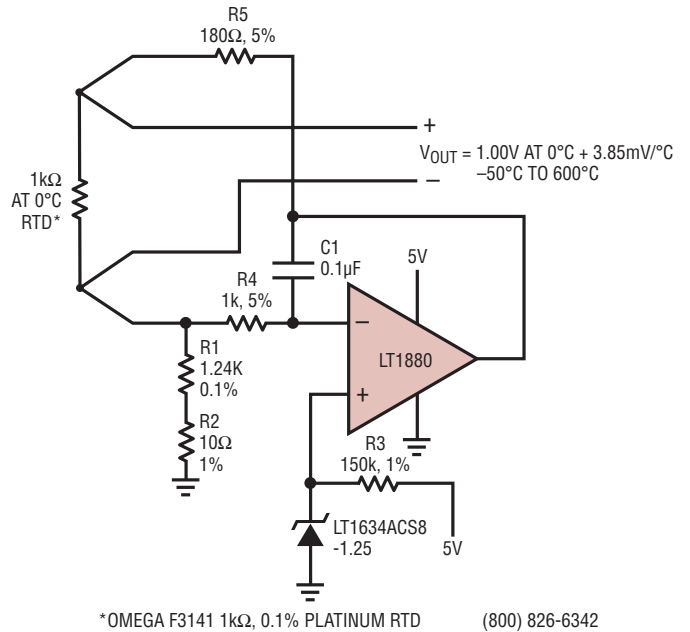 R5
180Ω, 5%
+
VOUT = 1.00V AT 0°C + 3.85mV/°C
–50°C TO 600°C
–
1kΩ
AT 0°C
RTD*
C1
0.1µF
5V
R4
1k, 5%
–
LT1880
+
R1
1.24K
0.1%
R2
10Ω
1%
R3
150k, 1%
LT1634ACS8
-1.25
5V
*OMEGA F3141 1kΩ, 0.1% PLATINUM RTD (800) 826-6342